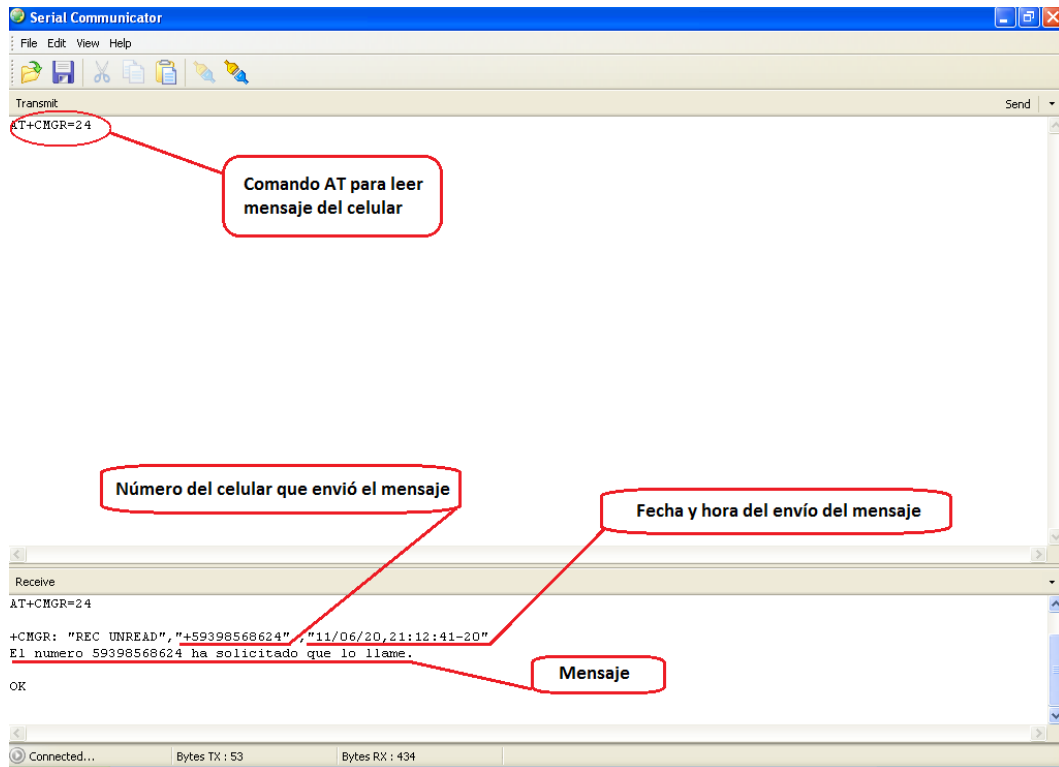 Serial Communicator
File Edit View Help
Transmit
Send
AT+CMGR=24
Comando AT para leer
mensaje del celular
Número del celular que envió el mensaje
Fecha y hora del envío del mensaje
Receive
AT+CMGR=24
+CMGR: "REC UNREAD","+59398568624",,"11/06/20,21:12:41-20"
El numero 59398568624 ha solicitado que lo llame.
Mensaje
OK
Connected... Bytes TX : 53 Bytes RX : 434